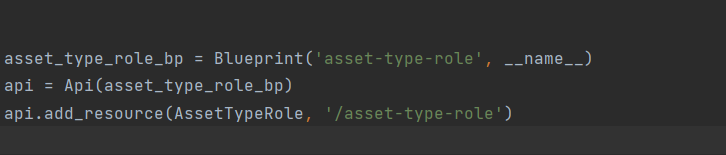 asset_type_role_bp = Blueprint('asset-type-role', __name__)
api = Api(asset_type_role_bp)
api.add_resource(AssetTypeRole, '/asset-type-role')